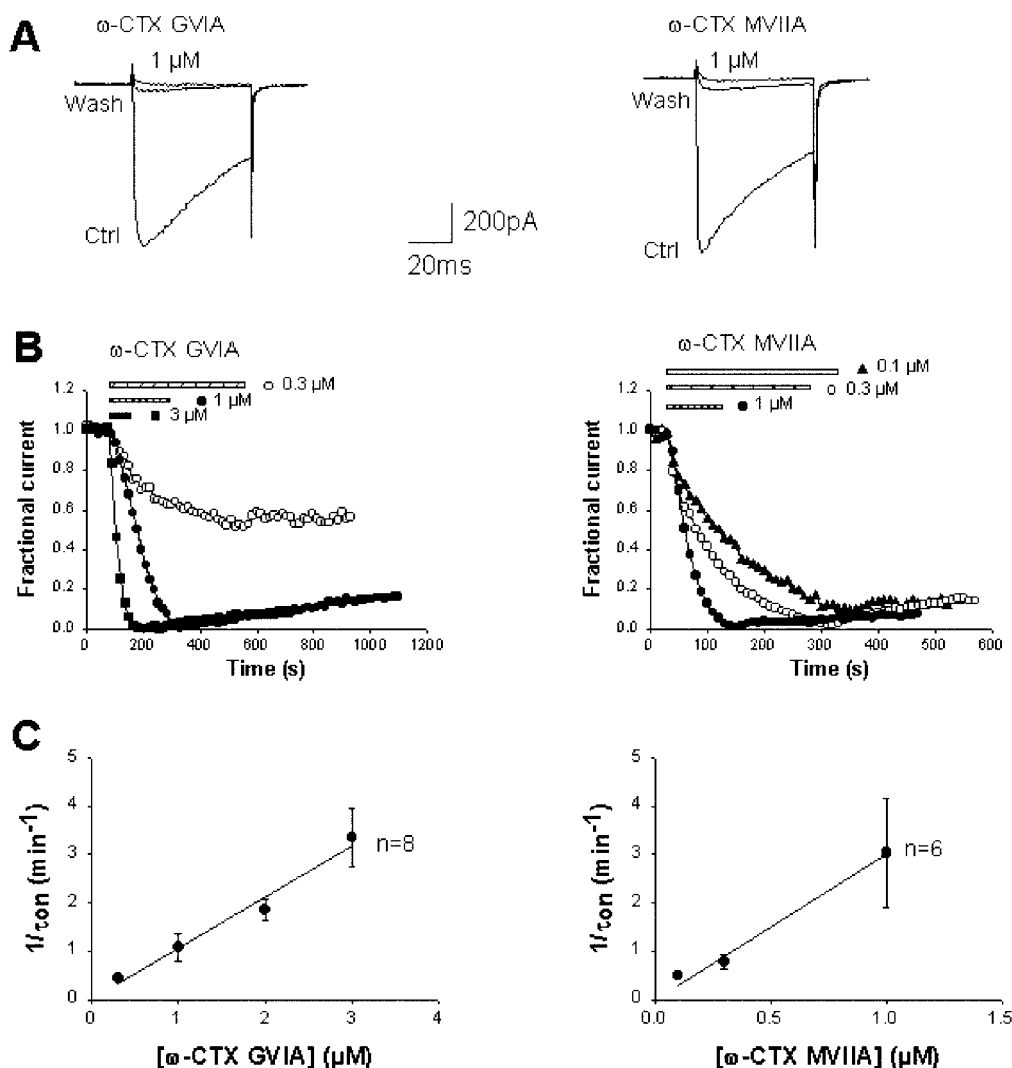 A
ω-CTX GVIA
1 µM
Wash
Ctrl
200pA
20ms
ω-CTX MVIIA
1 µM
Wash
Ctrl
B
ω-CTX GVIA
0.3 µM
1 µM
3 µM
Fractional current
1.2
1.0
0.8
0.6
0.4
0.2
0.0
0 200 400 600 800 1000 1200
Time (s)
ω-CTX MVIIA
0.1 µM
0.3 µM
1 µM
Fractional current
1.2
1.0
0.8
0.6
0.4
0.2
0.0
0 100 200 300 400 500 600
Time (s)
C
1/τon (min⁻¹)
5
4
3
2
1
0
n=8
0 1 2 3 4
[ω-CTX GVIA] (µM)
1/τon (min⁻¹)
5
4
3
2
1
0
n=6
0.0 0.5 1.0 1.5
[ω-CTX MVIIA] (µM)